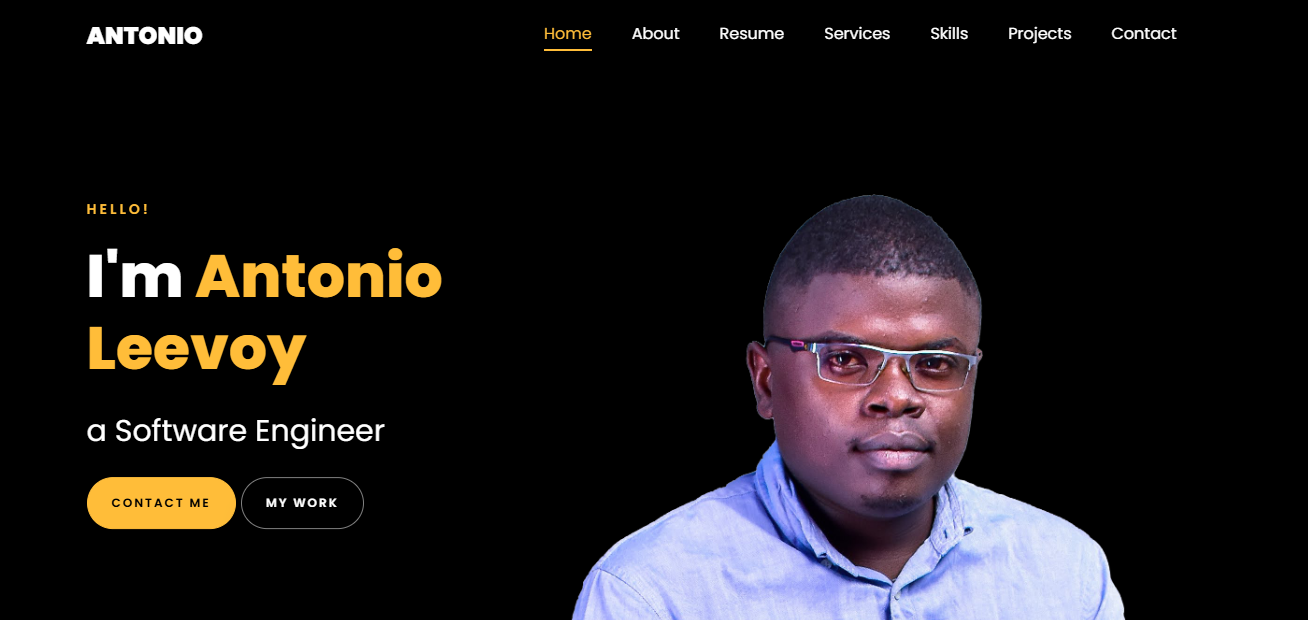 ANTONIO
Home About Resume Services Skills Projects Contact
HELLO!
I'm Antonio
Leevoy
a Software Engineer
CONTACT ME MY WORK